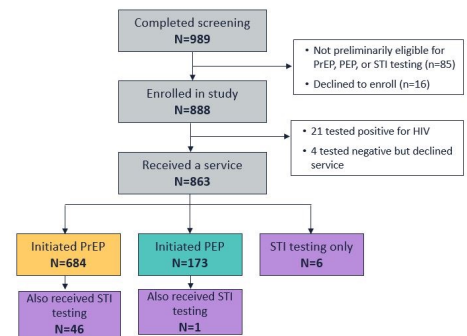 Completed screening
N=989
• Not preliminarily eligible for
PrEP, PEP, or STI testing (n=85)
• Declined to enroll (n=16)
Enrolled in study
N=888
• 21 tested positive for HIV
• 4 tested negative but declined
service
Received a service
N=863
Initiated PrEP
N=684
Initiated PEP
N=173
STI testing only
N=6
Also received STI
testing
N=46
Also received STI
testing
N=1